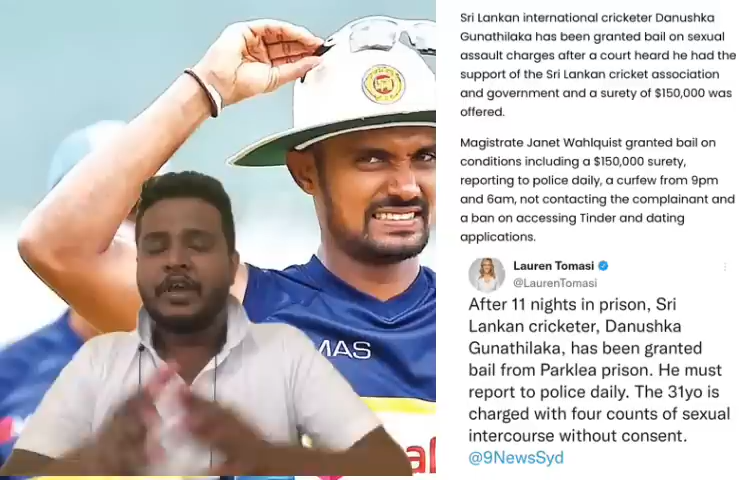 Sri Lankan international cricketer Danushka
Gunathilaka has been granted bail on sexual
assault charges after a court heard he had the
support of the Sri Lankan cricket association
and government and a surety of $150,000 was
offered.
Magistrate Janet Wahlquist granted bail on
conditions including a $150,000 surety,
reporting to police daily, a curfew from 9pm
and 6am, not contacting the complainant and
a ban on accessing Tinder and dating
applications.
Lauren Tomasi
@LaurenTomasi
After 11 nights in prison, Sri
Lankan cricketer, Danushka
Gunathilaka, has been granted
bail from Parklea prison. He must
report to police daily. The 31yo is
charged with four counts of sexual
intercourse without consent.
@9NewsSyd
MAS